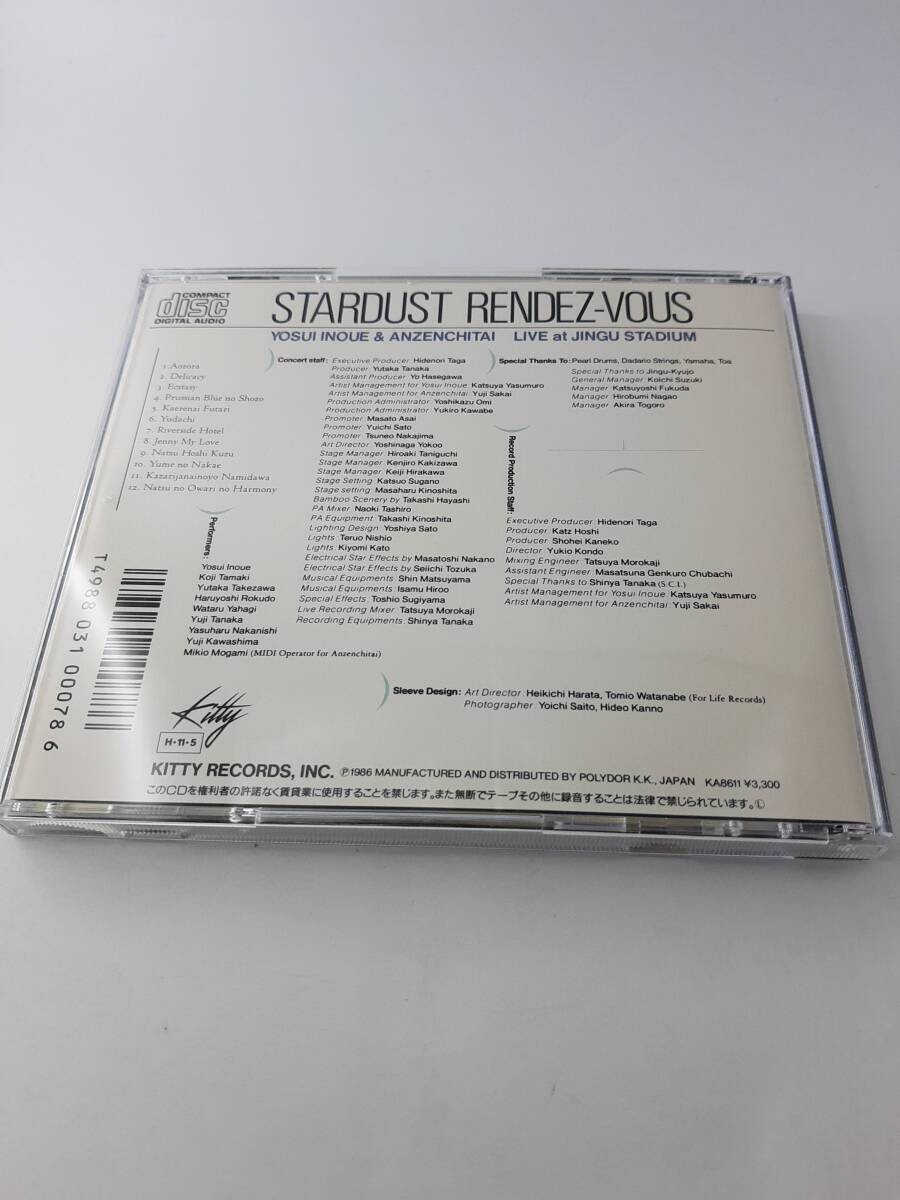 COMPACT
disc
DIGITAL AUDIO
STARDUST RENDEZ-VOUS
YOSUI INOUE & ANZENCHITAI LIVE at JINGU STADIUM
1. Aozora
2. Delicacy
3. Ecstasy
4. Prussian Blue no Shozo
5. Kaerenai Futari
6. Yudachi
7. Riverside Hotel
8. Jenny My Love
9. Natsu Hoshi Kuzu
10. Yume no Nakae
11. Kazarijanainoyo Namidawa
12. Natsu no Owari no Harmony
Performers:
Yosui Inoue
Koji Tamaki
Yutaka Takezawa
Haruyoshi Rokudo
Wataru Yahagi
Yuji Tanaka
Yasuharu Nakanishi
Yuji Kawashima
Mikio Mogami (MIDI Operator for Anzenchitai)
Concert staff: Executive Producer: Hidenori Taga
Producer: Yutaka Tanaka
Assistant Producer: Yo Hasegawa
Artist Management for Yosui Inoue: Katsuya Yasumuro
Artist Management for Anzenchitai: Yuji Sakai
Production Administrator: Yoshikazu Omi
Production Administrator: Yukiro Kawabe
Promoter: Masato Asai
Promoter: Yuichi Sato
Promoter: Tsuneo Nakajima
Art Director: Yoshinaga Yokoo
Stage Manager: Hiroaki Taniguchi
Stage Manager: Kenjiro Kakizawa
Stage Manager: Keiji Hirakawa
Stage Setting: Katsuo Sugano
Stage setting: Masaharu Kinoshita
Bamboo Scenery by Takashi Hayashi
PA Mixer: Naoki Tashiro
PA Equipment: Takashi Kinoshita
Lighting Design: Yoshiya Sato
Lights: Teruo Nishio
Lights: Kiyomi Kato
Electrical Star Effects by Masatoshi Nakano
Electrical Star Effects by Seiichi Tozuka
Musical Equipments: Shin Matsuyama
Musical Equipments: Isamu Hiroo
Special Effects: Toshio Sugiyama
Live Recording Mixer: Tatsuya Morokaji
Recording Equipments: Shinya Tanaka
Special Thanks To: Pearl Drums, Dadario Strings, Yamaha, Toa
Special Thanks to Jingu-Kyujo
General Manager: Koichi Suzuki
Manager: Katsuyoshi Fukuda
Manager: Hirobumi Nagao
Manager: Akira Togoro
Record Production Staff:
Executive Producer: Hidenori Taga
Producer: Katz Hoshi
Producer: Shohei Kaneko
Director: Yukio Kondo
Mixing Engineer: Tatsuya Morokaji
Assistant Engineer: Masatsuna Genkuro Chubachi
Special Thanks to Shinya Tanaka (S.C.I.)
Artist Management for Yosui Inoue: Katsuya Yasumuro
Artist Management for Anzenchitai: Yuji Sakai
Sleeve Design: Art Director: Heikichi Harata, Tomio Watanabe (For Life Records)
Photographer: Yoichi Saito, Hideo Kanno
T4988 031 00078 6
Kitty
H·11·5
KITTY RECORDS, INC. ℗1986 MANUFACTURED AND DISTRIBUTED BY POLYDOR K.K., JAPAN KA8611 ¥3,300
このCDを権利者の許諾なく賃貸業に使用することを禁じます。また無断でテープその他に録音することは法律で禁じられています。Ⓛ